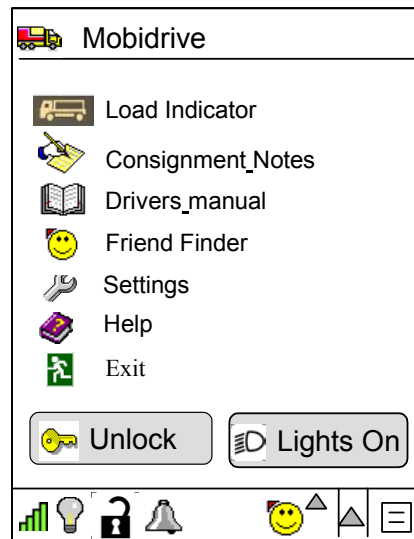 Mobidrive
Load Indicator
Consignment Notes
Drivers manual
Friend Finder
Settings
Help
Exit
Unlock
Lights On